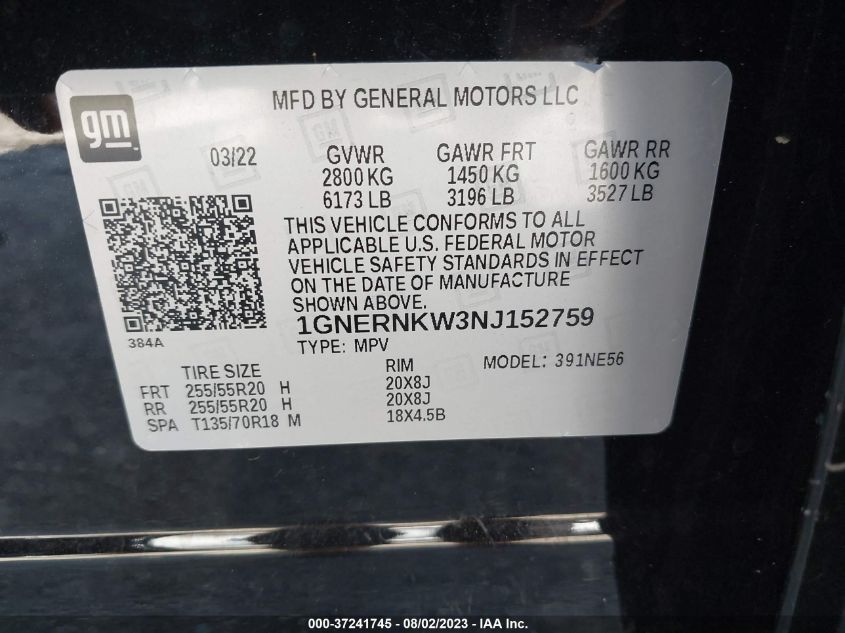 gm
MFD BY GENERAL MOTORS LLC
03/22 GVWR GAWR FRT GAWR RR
2800 KG 1450 KG 1600 KG
6173 LB 3196 LB 3527 LB
THIS VEHICLE CONFORMS TO ALL
APPLICABLE U.S. FEDERAL MOTOR
VEHICLE SAFETY STANDARDS IN EFFECT
ON THE DATE OF MANUFACTURE
SHOWN ABOVE.
384A
1GNERNKW3NJ152759
TYPE: MPV MODEL: 391NE56
TIRE SIZE RIM
FRT 255/55R20 H 20X8J
RR 255/55R20 H 20X8J
SPA T135/70R18 M 18X4.5B
000-37241745 - 08/02/2023 - IAA Inc.